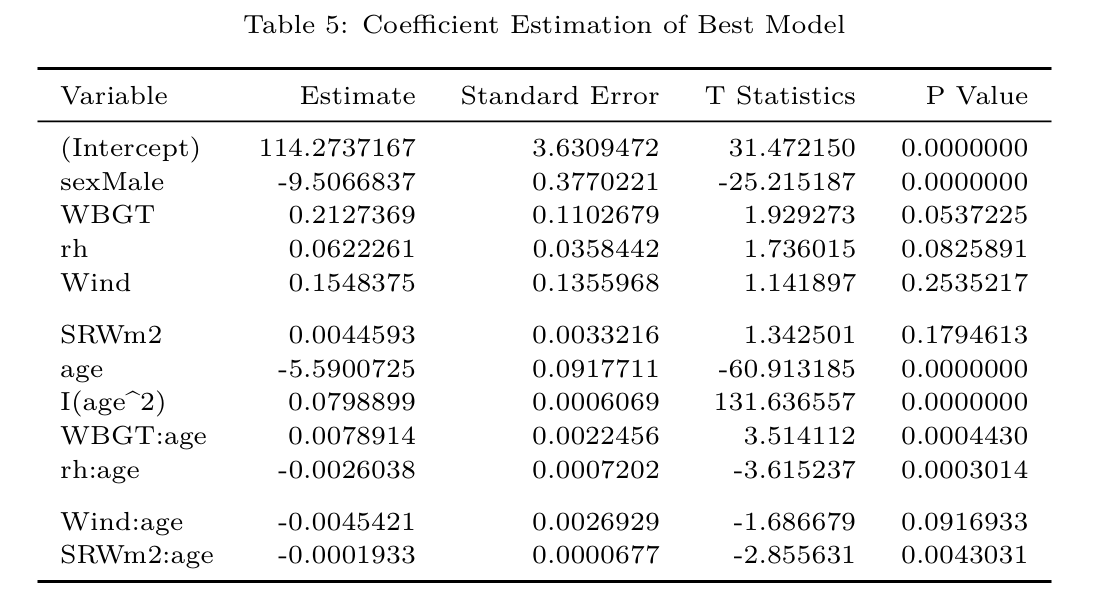 Table 5: Coefficient Estimation of Best Model
Variable Estimate Standard Error T Statistics P Value
(Intercept) 114.2737167 3.6309472 31.472150 0.0000000
sexMale -9.5066837 0.3770221 -25.215187 0.0000000
WBGT 0.2127369 0.1102679 1.929273 0.0537225
rh 0.0622261 0.0358442 1.736015 0.0825891
Wind 0.1548375 0.1355968 1.141897 0.2535217
SRWm2 0.0044593 0.0033216 1.342501 0.1794613
age -5.5900725 0.0917711 -60.913185 0.0000000
I(age^2) 0.0798899 0.0006069 131.636557 0.0000000
WBGT:age 0.0078914 0.0022456 3.514112 0.0004430
rh:age -0.0026038 0.0007202 -3.615237 0.0003014
Wind:age -0.0045421 0.0026929 -1.686679 0.0916933
SRWm2:age -0.0001933 0.0000677 -2.855631 0.0043031